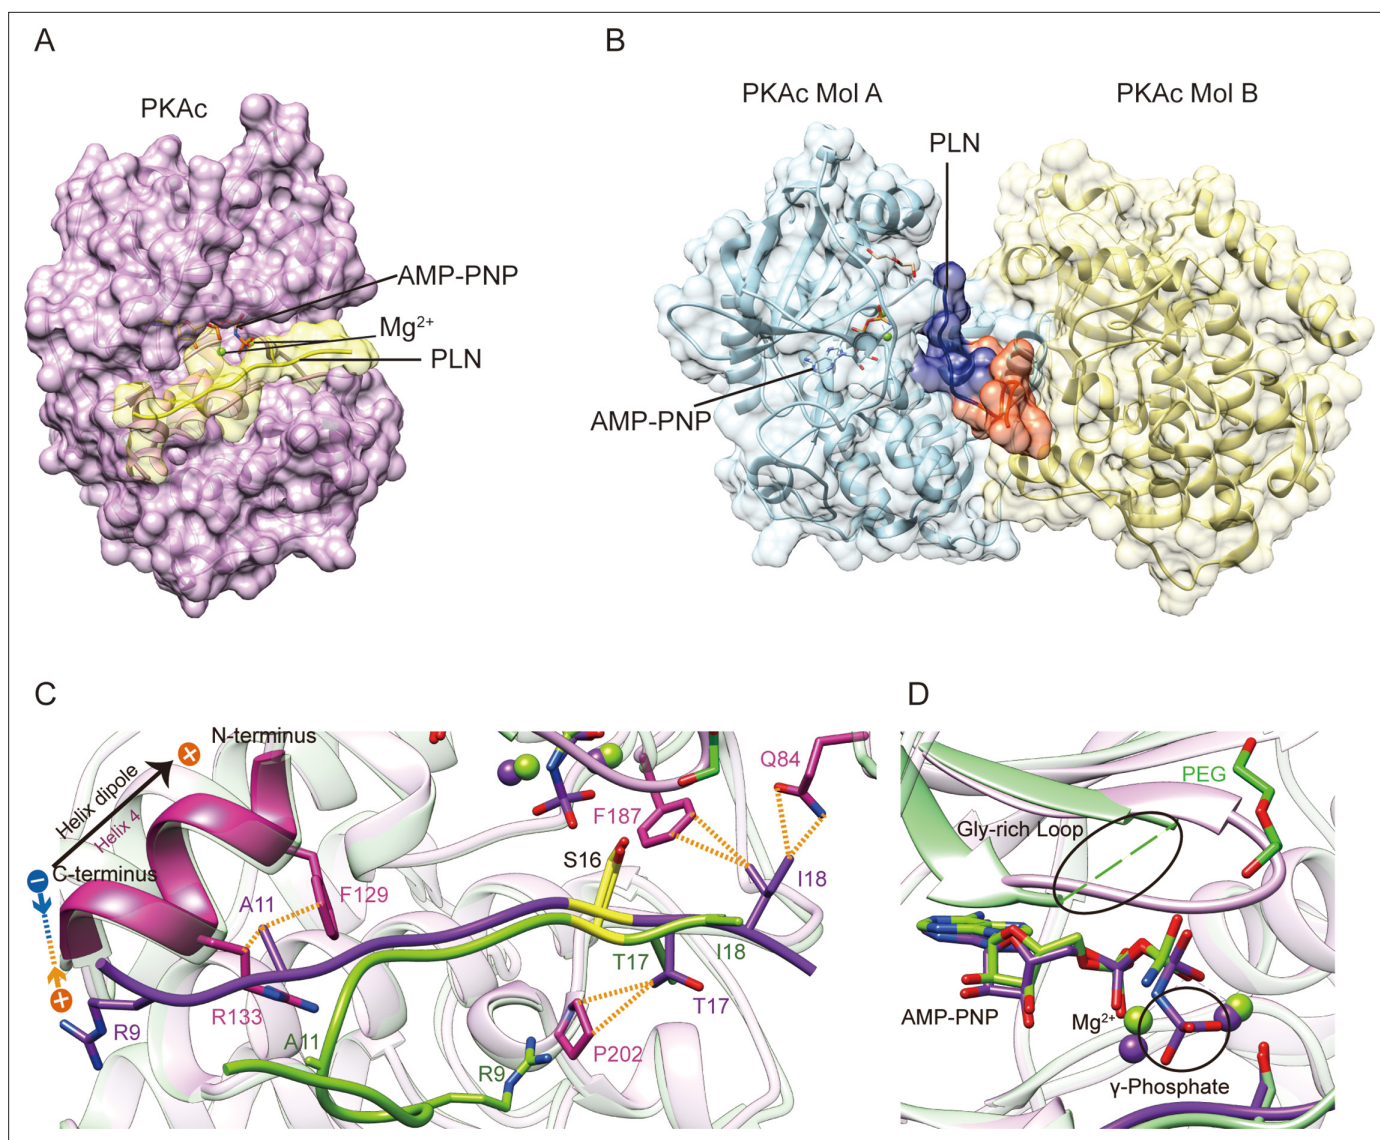 A
PKAc
AMP-PNP
Mg²⁺
PLN
B
PKAc Mol A
PKAc Mol B
PLN
AMP-PNP
C
N-terminus
+
Helix dipole
Helix 4
−
C-terminus
+
R9
A11
F129
R133
A11
R9
F187
S16
Q84
I18
I18
T17
T17
P202
D
PEG
Gly-rich Loop
AMP-PNP
Mg²⁺
γ-Phosphate